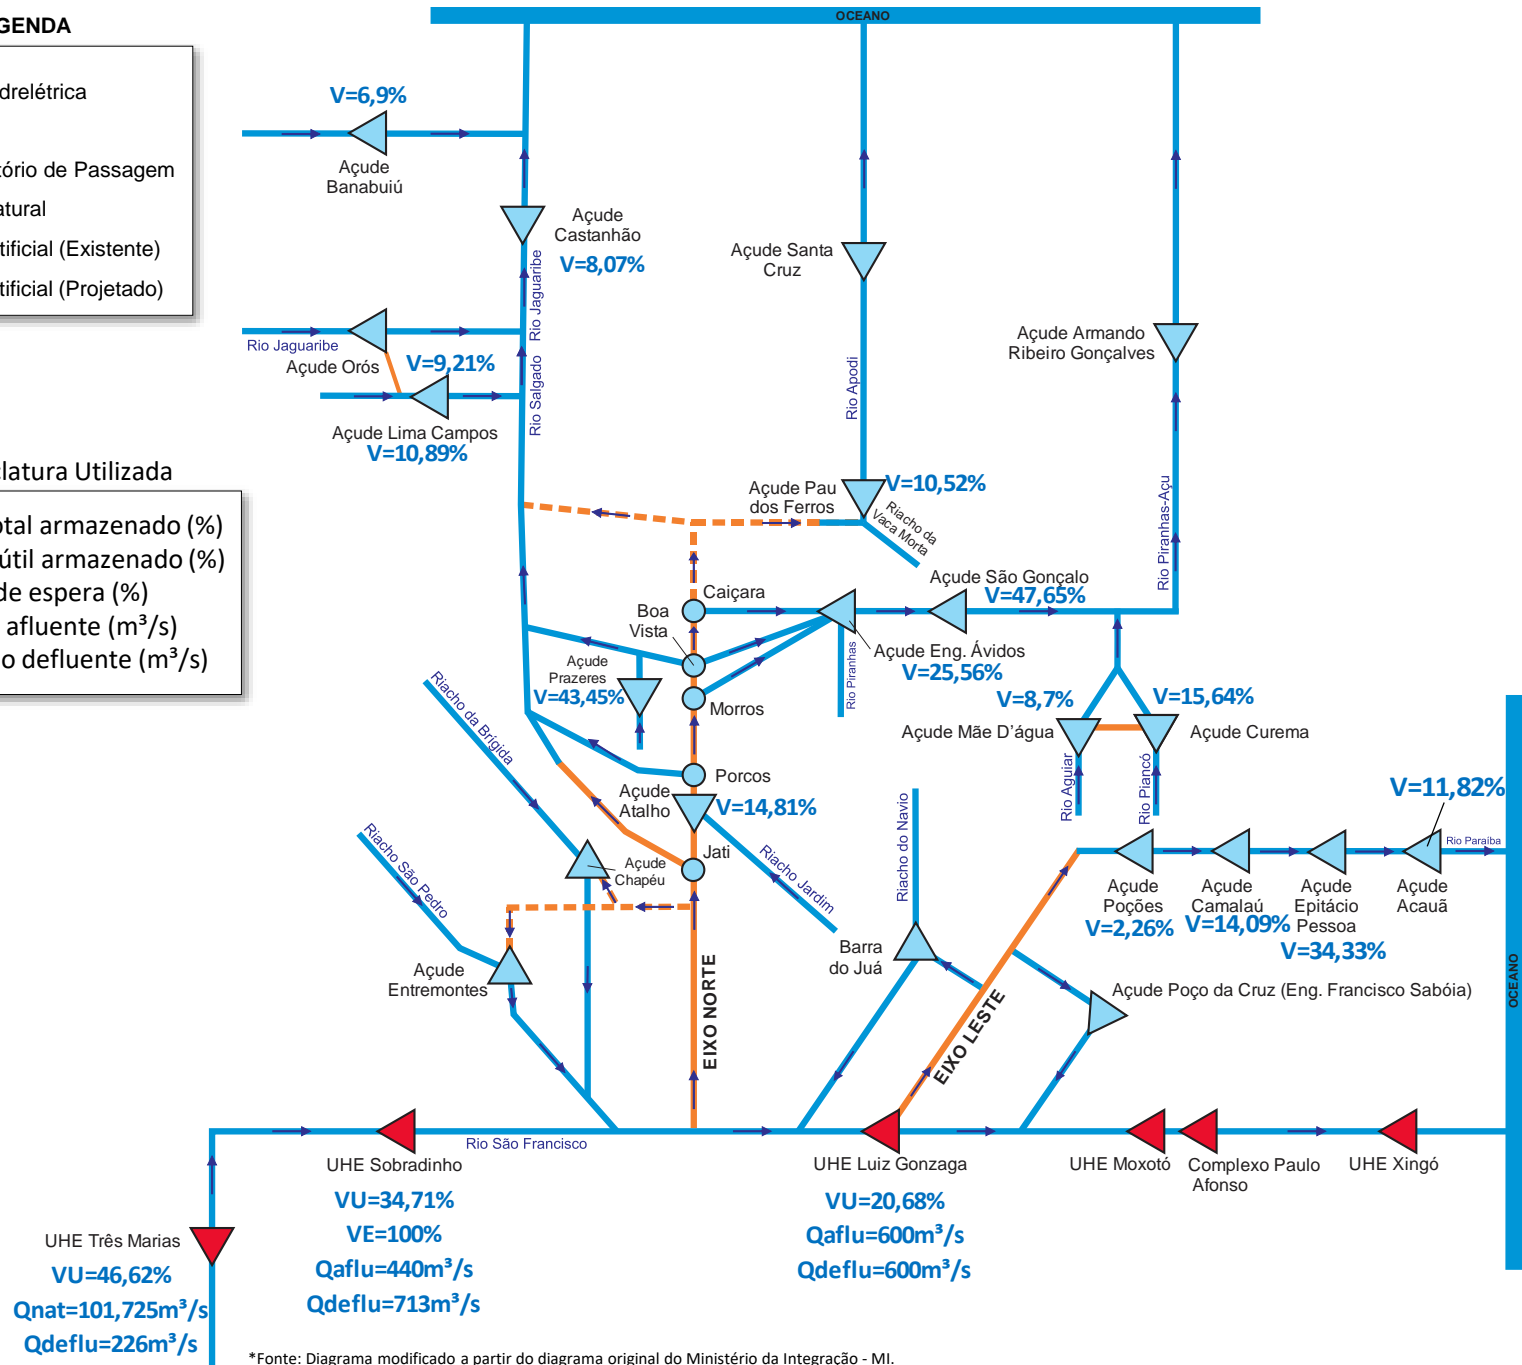 OCEANO
GENDA
drelétrica
tório de Passagem
atural
tificial (Existente)
tificial (Projetado)
V=6,9%
Açude
Banabuiú
Açude
Castanhão
V=8,07%
Rio Jaguaribe
Rio Jaguaribe
Açude Orós
V=9,21%
Rio Salgado
Açude Lima Campos
V=10,89%
Açude Santa
Cruz
Rio Apodi
Açude Armando
Ribeiro Gonçalves
Rio Piranhas-Açu
clatura Utilizada
otal armazenado (%)
útil armazenado (%)
de espera (%)
afluente (m³/s)
o defluente (m³/s)
Açude Pau
dos Ferros
V=10,52%
Riacho da
Vaca Morta
Caiçara
Boa
Vista
Açude São Gonçalo
V=47,65%
Açude Eng. Ávidos
V=25,56%
Rio Piranhas
Açude
Prazeres
V=43,45%
Morros
Riacho da Brígida
V=8,7%
V=15,64%
Açude Mãe D'água
Açude Curema
Rio Aguiar
Rio Piancó
Porcos
Açude
Atalho
V=14,81%
Jati
Riacho Jardim
Riacho São Pedro
Açude
Chapéu
Riacho do Navio
V=11,82%
Rio Paraiba
Açude
Poções
V=2,26%
Açude
Camalaú
V=14,09%
Açude
Epitácio
Pessoa
V=34,33%
Açude
Acauã
Barra
do Juá
Açude
Entremontes
Açude Poço da Cruz (Eng. Francisco Sabóia)
EIXO NORTE
EIXO LESTE
OCEANO
Rio São Francisco
UHE Sobradinho
VU=34,71%
VE=100%
Qaflu=440m³/s
Qdeflu=713m³/s
UHE Luiz Gonzaga
VU=20,68%
Qaflu=600m³/s
Qdeflu=600m³/s
UHE Moxotó
Complexo Paulo
Afonso
UHE Xingó
UHE Três Marias
VU=46,62%
Qnat=101,725m³/s
Qdeflu=226m³/s
*Fonte: Diagrama modificado a partir do diagrama original do Ministério da Integração - MI.